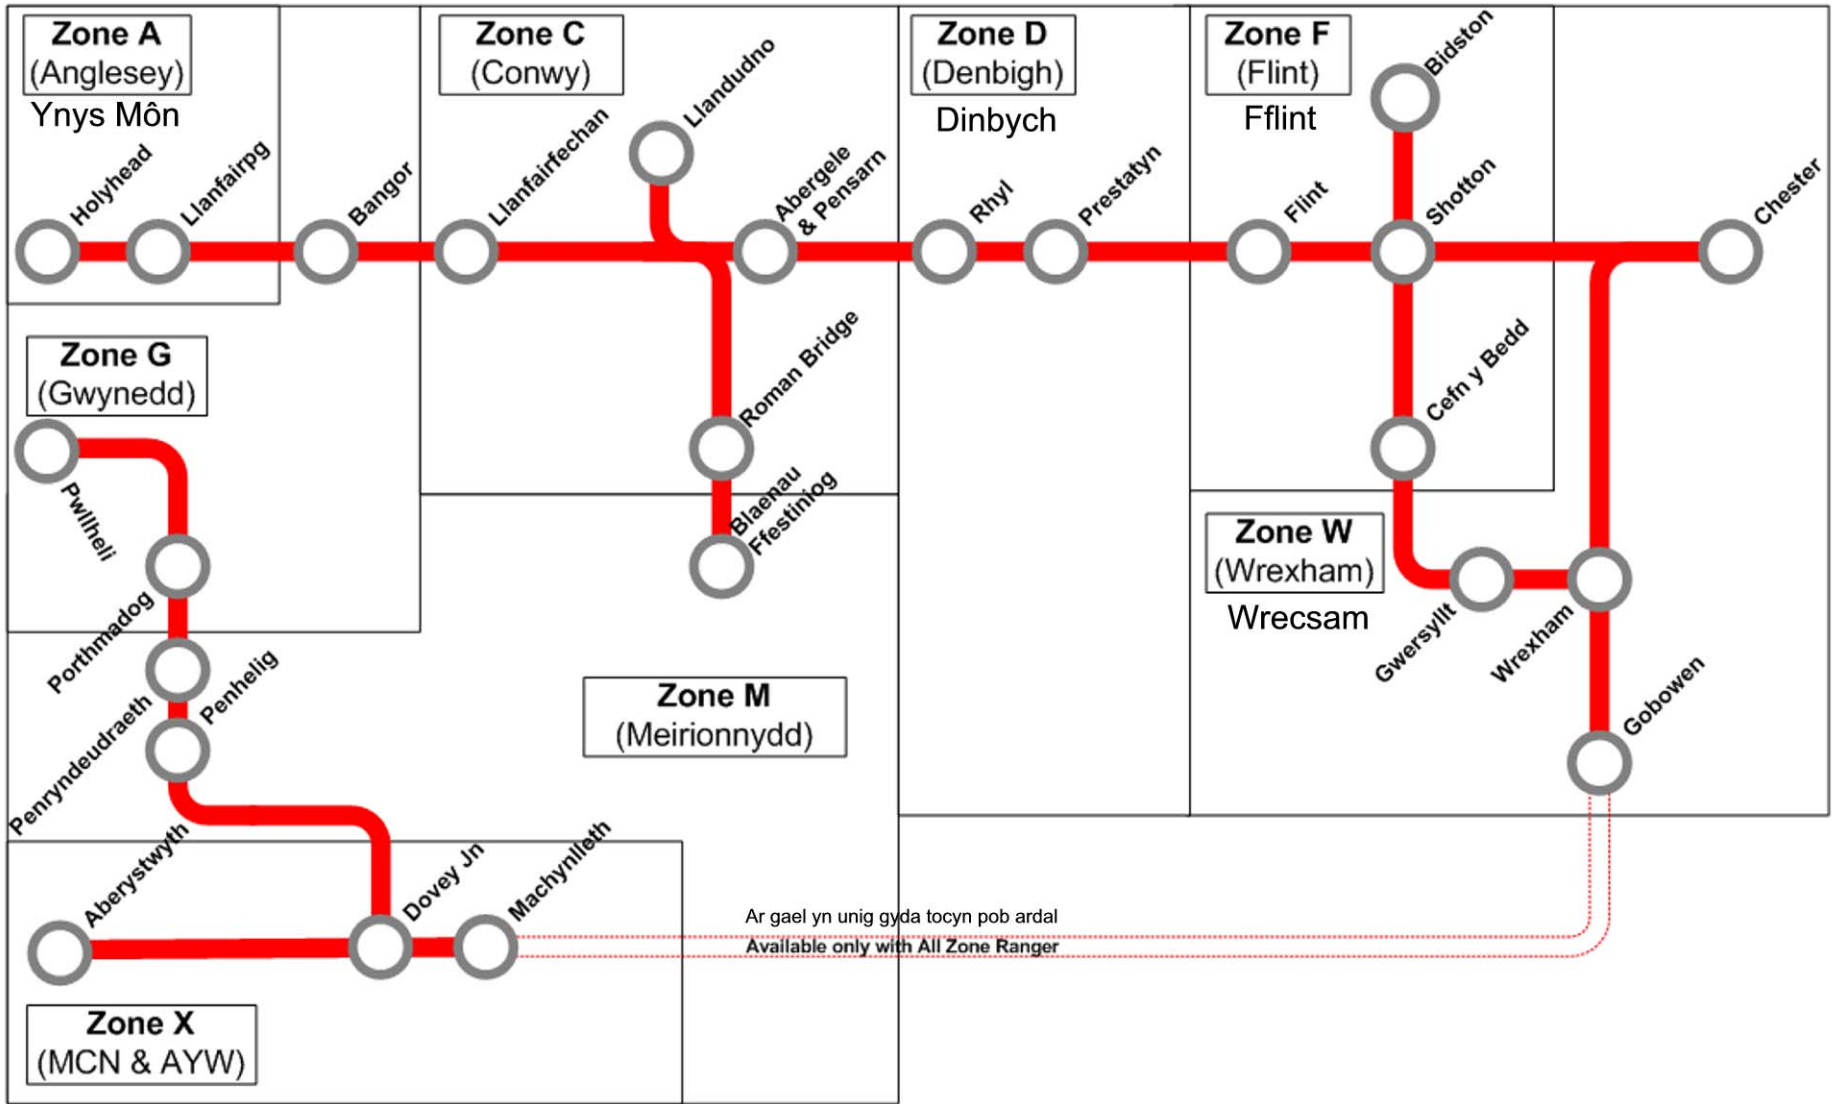 Zone A
(Anglesey)
Ynys Môn
Zone C
(Conwy)
Zone D
(Denbigh)
Dinbych
Zone F
(Flint)
Fflint
Holyhead
Llanfairpg
Bangor
Llanfairfechan
Llandudno
Abergele
& Pensarn
Rhyl
Prestatyn
Flint
Bidston
Shotton
Chester
Zone G
(Gwynedd)
Pwllheli
Porthmadog
Penryndeudraeth
Penhelig
Roman Bridge
Blaenau
Ffestiniog
Cefn y Bedd
Zone W
(Wrexham)
Wrecsam
Gwersyllt
Wrexham
Gobowen
Zone M
(Meirionnydd)
Aberystwyth
Dovey Jn
Machynlleth
Ar gael yn unig gyda tocyn pob ardal
Available only with All Zone Ranger
Zone X
(MCN & AYW)